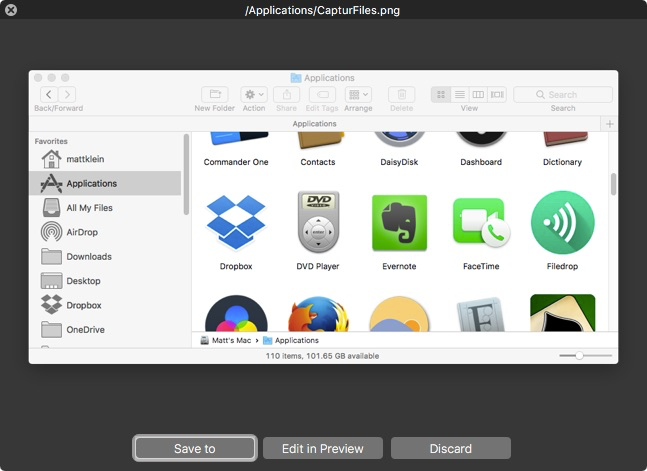 /Applications/CapturFiles.png
Applications
Back/Forward
New Folder
Action
Share
Edit Tags
Arrange
Delete
View
Search
Search
Applications
Favorites
mattklein
Applications
All My Files
AirDrop
Downloads
Desktop
Dropbox
OneDrive
Commander One
Contacts
DaisyDisk
Dashboard
Dictionary
DVD
Dropbox
DVD Player
Evernote
FaceTime
Filedrop
Matt's Mac › Applications
110 items, 101.65 GB available
Save to
Edit in Preview
Discard